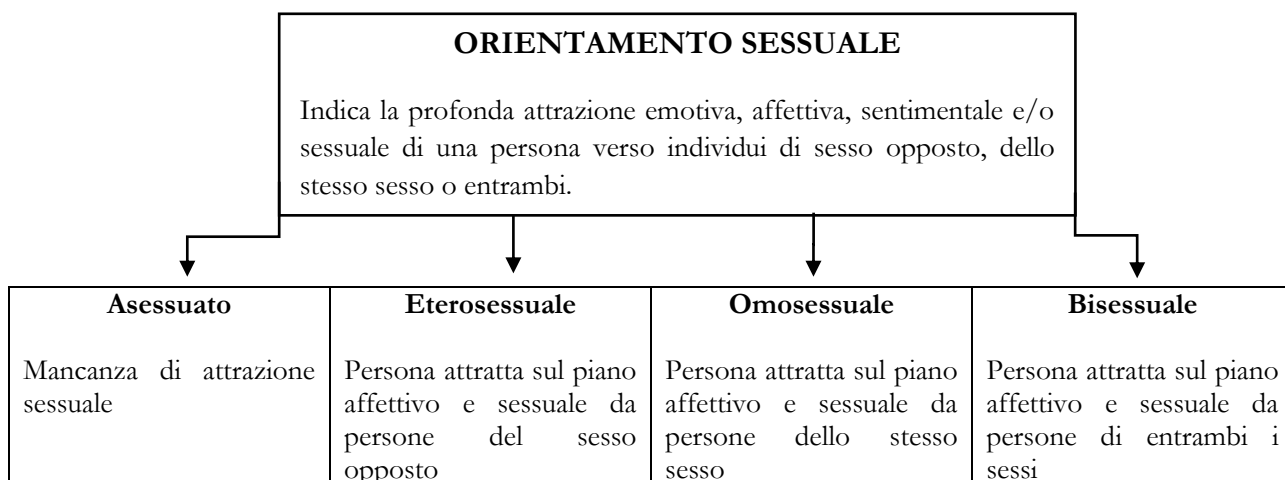 ORIENTAMENTO SESSUALE
Indica la profonda attrazione emotiva, affettiva, sentimentale e/o
sessuale di una persona verso individui di sesso opposto, dello
stesso sesso o entrambi.
Asessuato
Mancanza di attrazione
sessuale
Eterosessuale
Persona attratta sul piano
affettivo e sessuale da
persone del sesso
opposto
Omosessuale
Persona attratta sul piano
affettivo e sessuale da
persone dello stesso
sesso
Bisessuale
Persona attratta sul piano
affettivo e sessuale da
persone di entrambi i
sessi